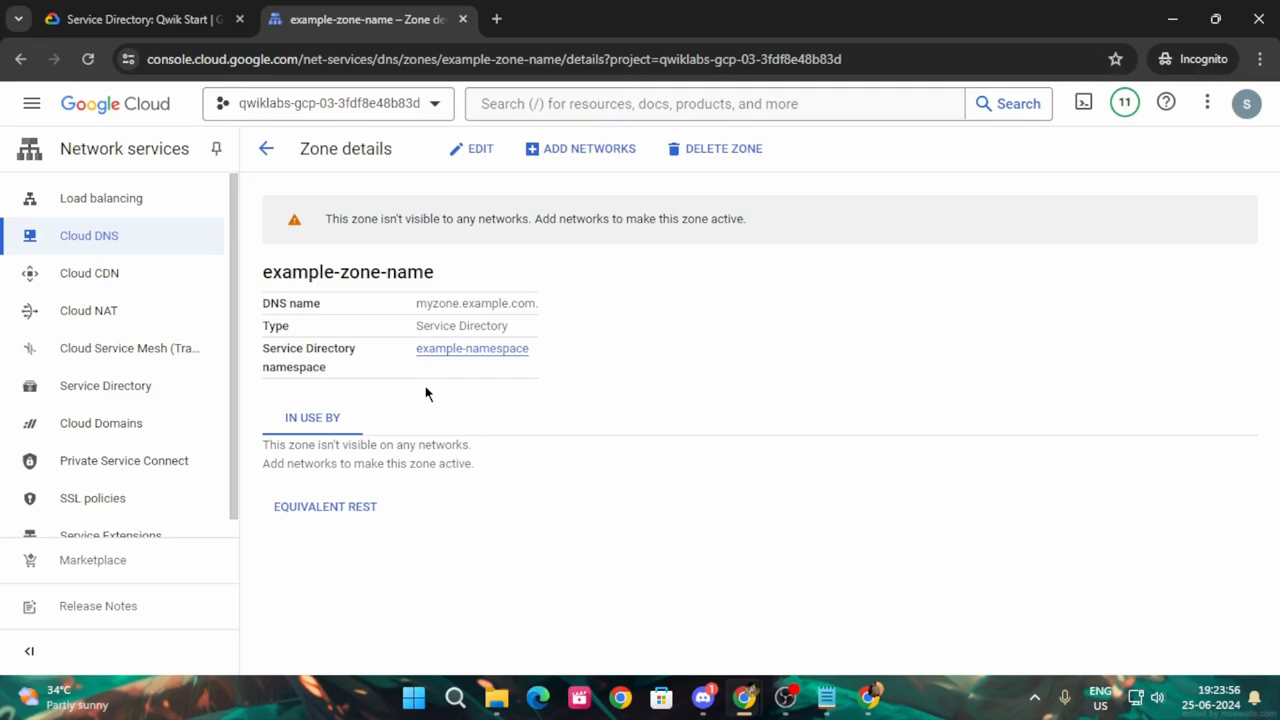 Service Directory: Qwik Start | G
example-zone-name – Zone de
console.cloud.google.com/net-services/dns/zones/example-zone-name/details?project=qwiklabs-gcp-03-3fdf8e48b83d
Incognito
Google Cloud
qwiklabs-gcp-03-3fdf8e48b83d
Search (/) for resources, docs, products, and more
Search
11
S
Network services
Zone details
EDIT
ADD NETWORKS
DELETE ZONE
Load balancing
Cloud DNS
Cloud CDN
Cloud NAT
Cloud Service Mesh (Tra...
Service Directory
Cloud Domains
Private Service Connect
SSL policies
Service Extensions
Marketplace
Release Notes
This zone isn't visible to any networks. Add networks to make this zone active.
example-zone-name
DNS name myzone.example.com.
Type Service Directory
Service Directory example-namespace
namespace
IN USE BY
This zone isn't visible on any networks.
Add networks to make this zone active.
EQUIVALENT REST
34°C
Partly sunny
1
ENG
US
19:23:56
25-06-2024